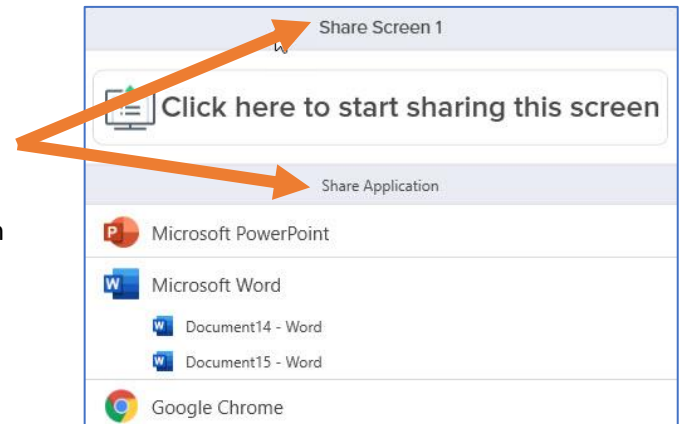 Share Screen 1
Click here to start sharing this screen
Share Application
Microsoft PowerPoint
Microsoft Word
Document14 - Word
Document15 - Word
Google Chrome